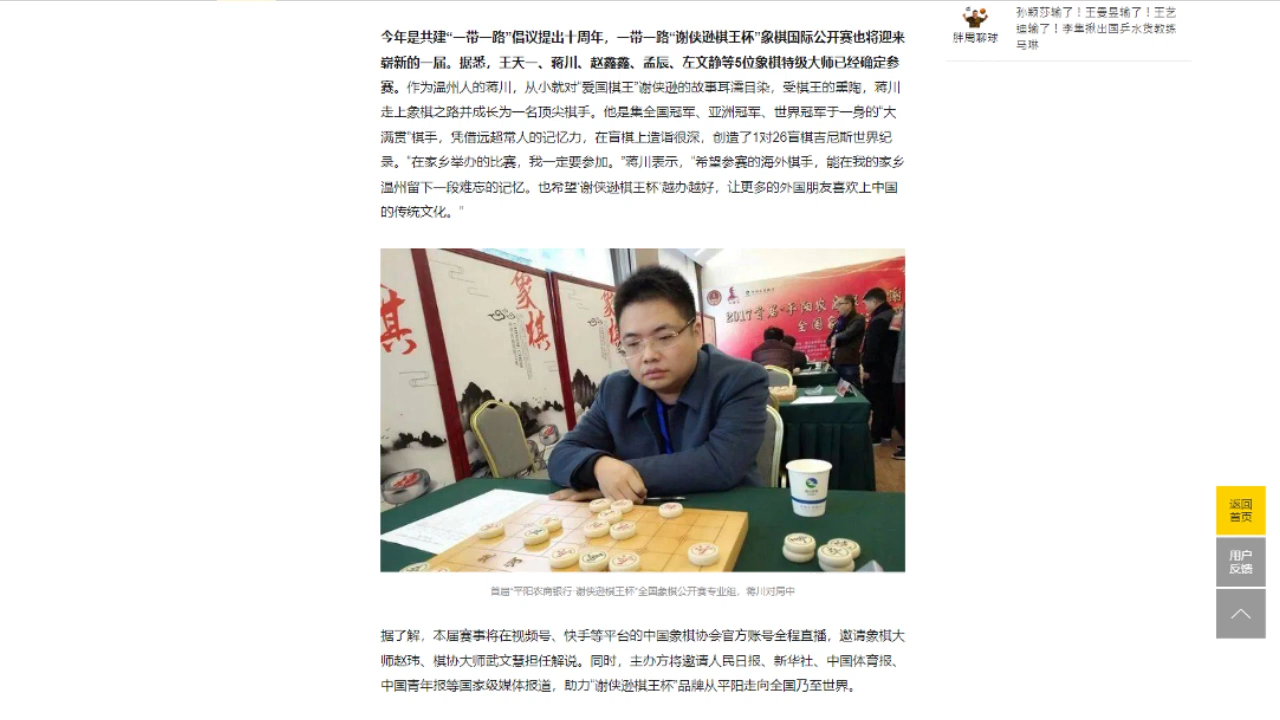 今年是共建“一带一路”倡议提出十周年，一带一路“谢侠逊棋王杯”象棋国际公开赛也将迎来
崭新的一届。据悉，王天一、蒋川、赵鑫鑫、孟辰、左文静等5位象棋特级大师已经确定参
赛。作为温州人的蒋川，从小就对“爱国棋王”谢侠逊的故事耳濡目染，受棋王的熏陶，蒋川
走上象棋之路并成长为一名顶尖棋手。他是集全国冠军、亚洲冠军、世界冠军于一身的“大
满贯”棋手，凭借远超常人的记忆力，在盲棋上造诣很深，创造了1对26盲棋吉尼斯世界纪
录。“在家乡举办的比赛，我一定要参加。”蒋川表示，“希望参赛的海外棋手，能在我的家乡
温州留下一段难忘的记忆。也希望‘谢侠逊棋王杯’越办越好，让更多的外国朋友喜欢上中国
的传统文化。”
胖周聊球
孙颖莎输了！王曼昱输了！王艺
迪输了！李隼揪出国乒水货教练
马琳
棋
象棋
2017首届·平阳农
全国
首届“平阳农商银行·谢侠逊棋王杯”全国象棋公开赛专业组，蒋川对局中
据了解，本届赛事将在视频号、快手等平台的中国象棋协会官方账号全程直播，邀请象棋大
师赵玮、棋协大师武文慧担任解说。同时，主办方将邀请人民日报、新华社、中国体育报、
中国青年报等国家级媒体报道，助力“谢侠逊棋王杯”品牌从平阳走向全国乃至世界。
返回
首页
用户
反馈